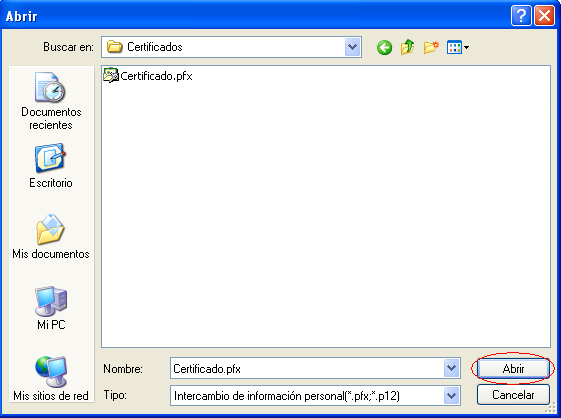 Abrir
Buscar en: Certificados
Certificado.pfx
Documentos
recientes
Escritorio
Mis documentos
Mi PC
Mis sitios de red
Nombre: Certificado.pfx Abrir
Tipo: Intercambio de información personal(*.pfx;*.p12) Cancelar